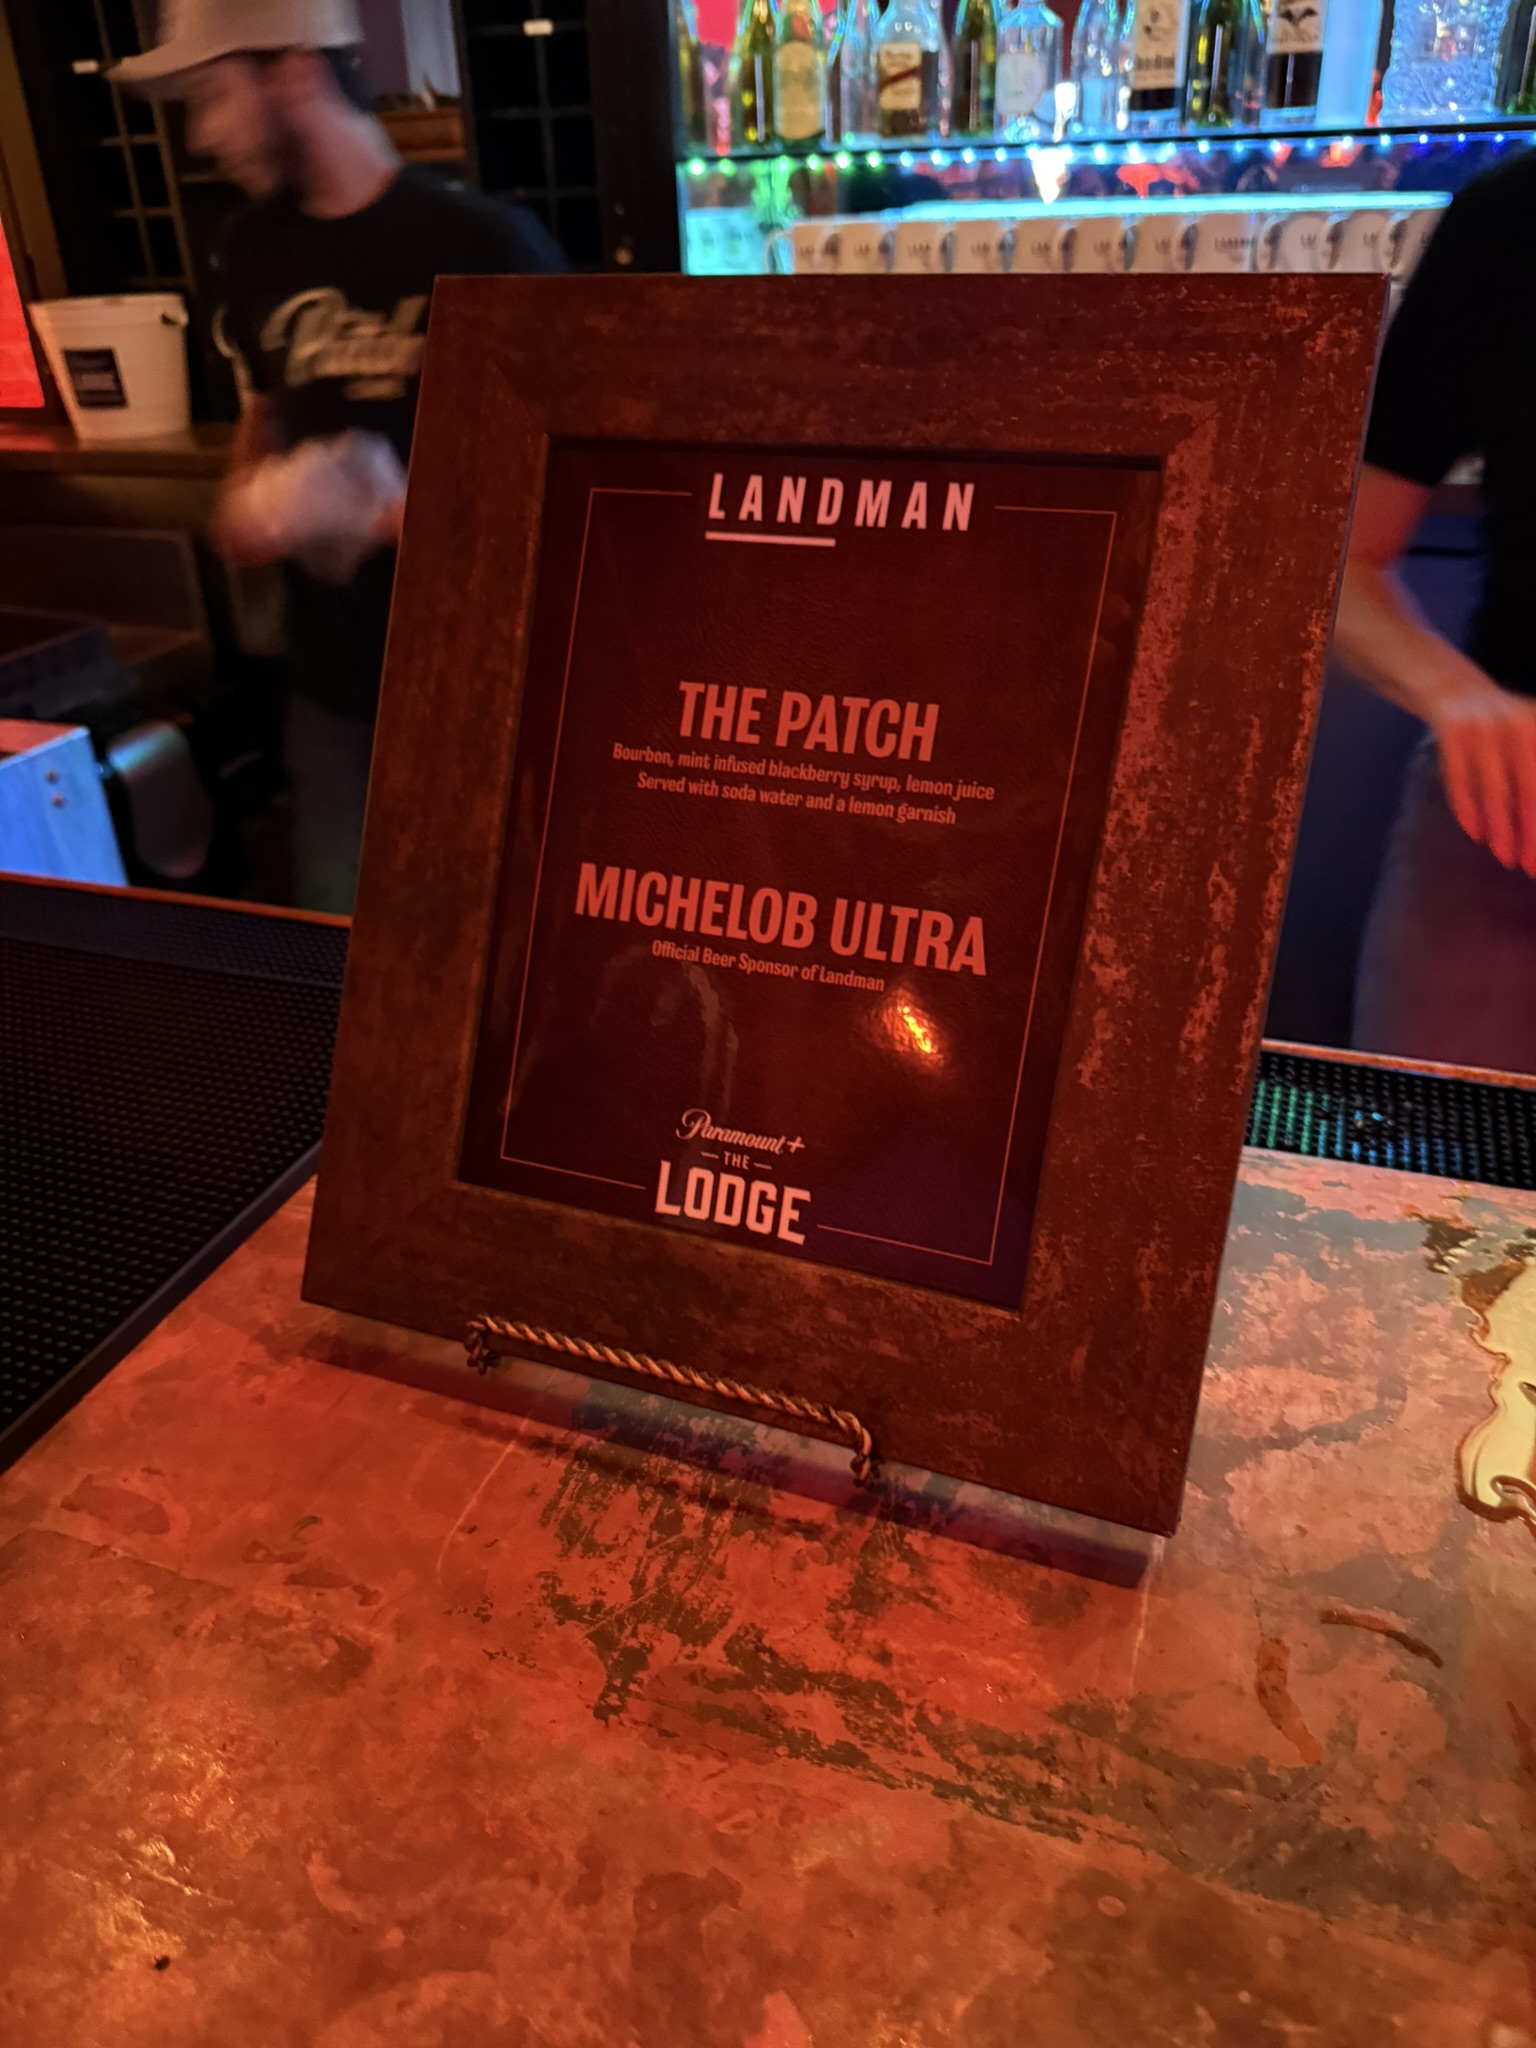 LANDMAN
THE PATCH
Bourbon, mint infused blackberry syrup, lemon juice
Served with soda water and a lemon garnish
MICHELOB ULTRA
Official Beer Sponsor of Landman
Paramount+
THE
LODGE